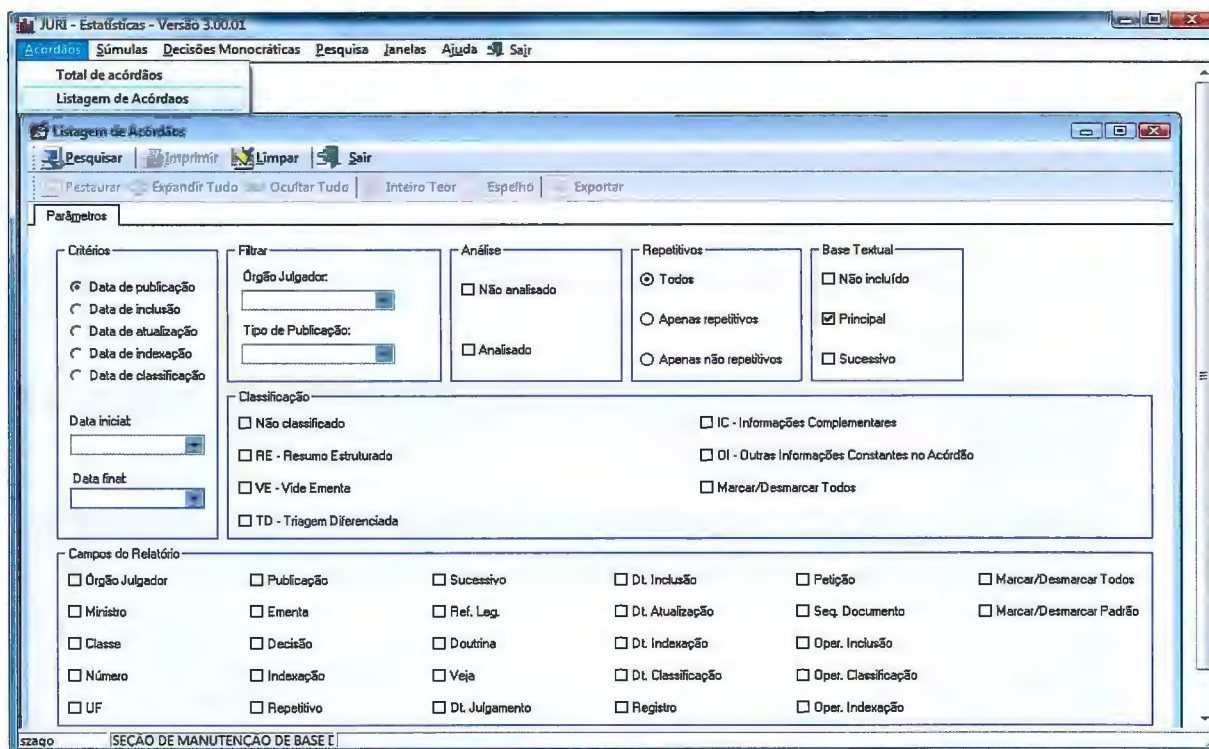 JURI - Estatísticas - Versão 3.00.01
Acordãos Súmulas Decisões Monocráticas Pesquisa Janelas Ajuda Sair
Total de acórdãos
Listagem de Acórdaos
Listagem de Acórdãos
Pesquisar Imprimir Limpar Sair
Restaurar Expandir Tudo Ocultar Tudo Inteiro Teor Espelho Exportar
Parâmetros
Critérios
Data de publicação
Data de inclusão
Data de atualização
Data de indexação
Data de classificação
Data inicial:
Data final:
Filtrar
Órgão Julgador:
Tipo de Publicação:
Análise
Não analisado
Analisado
Repetitivos
Todos
Apenas repetitivos
Apenas não repetitivos
Base Textual
Não incluído
Principal
Sucessivo
Classificação
Não classificado
RE - Resumo Estruturado
VE - Vide Ementa
TD - Triagem Diferenciada
IC - Informações Complementares
OI - Outras Informações Constantes no Acórdão
Marcar/Desmarcar Todos
Campos do Relatório
Órgão Julgador Publicação Sucessivo Dt. Inclusão Petição Marcar/Desmarcar Todos
Ministro Ementa Ref. Leg. Dt. Atualização Seq. Documento Marcar/Desmarcar Padrão
Classe Decisão Doutrina Dt. Indexação Oper. Inclusão
Número Indexação Veja Dt. Classificação Oper. Classificação
UF Repetitivo Dt. Julgamento Registro Oper. Indexação
szago SEÇÃO DE MANUTENÇÃO DE BASE D